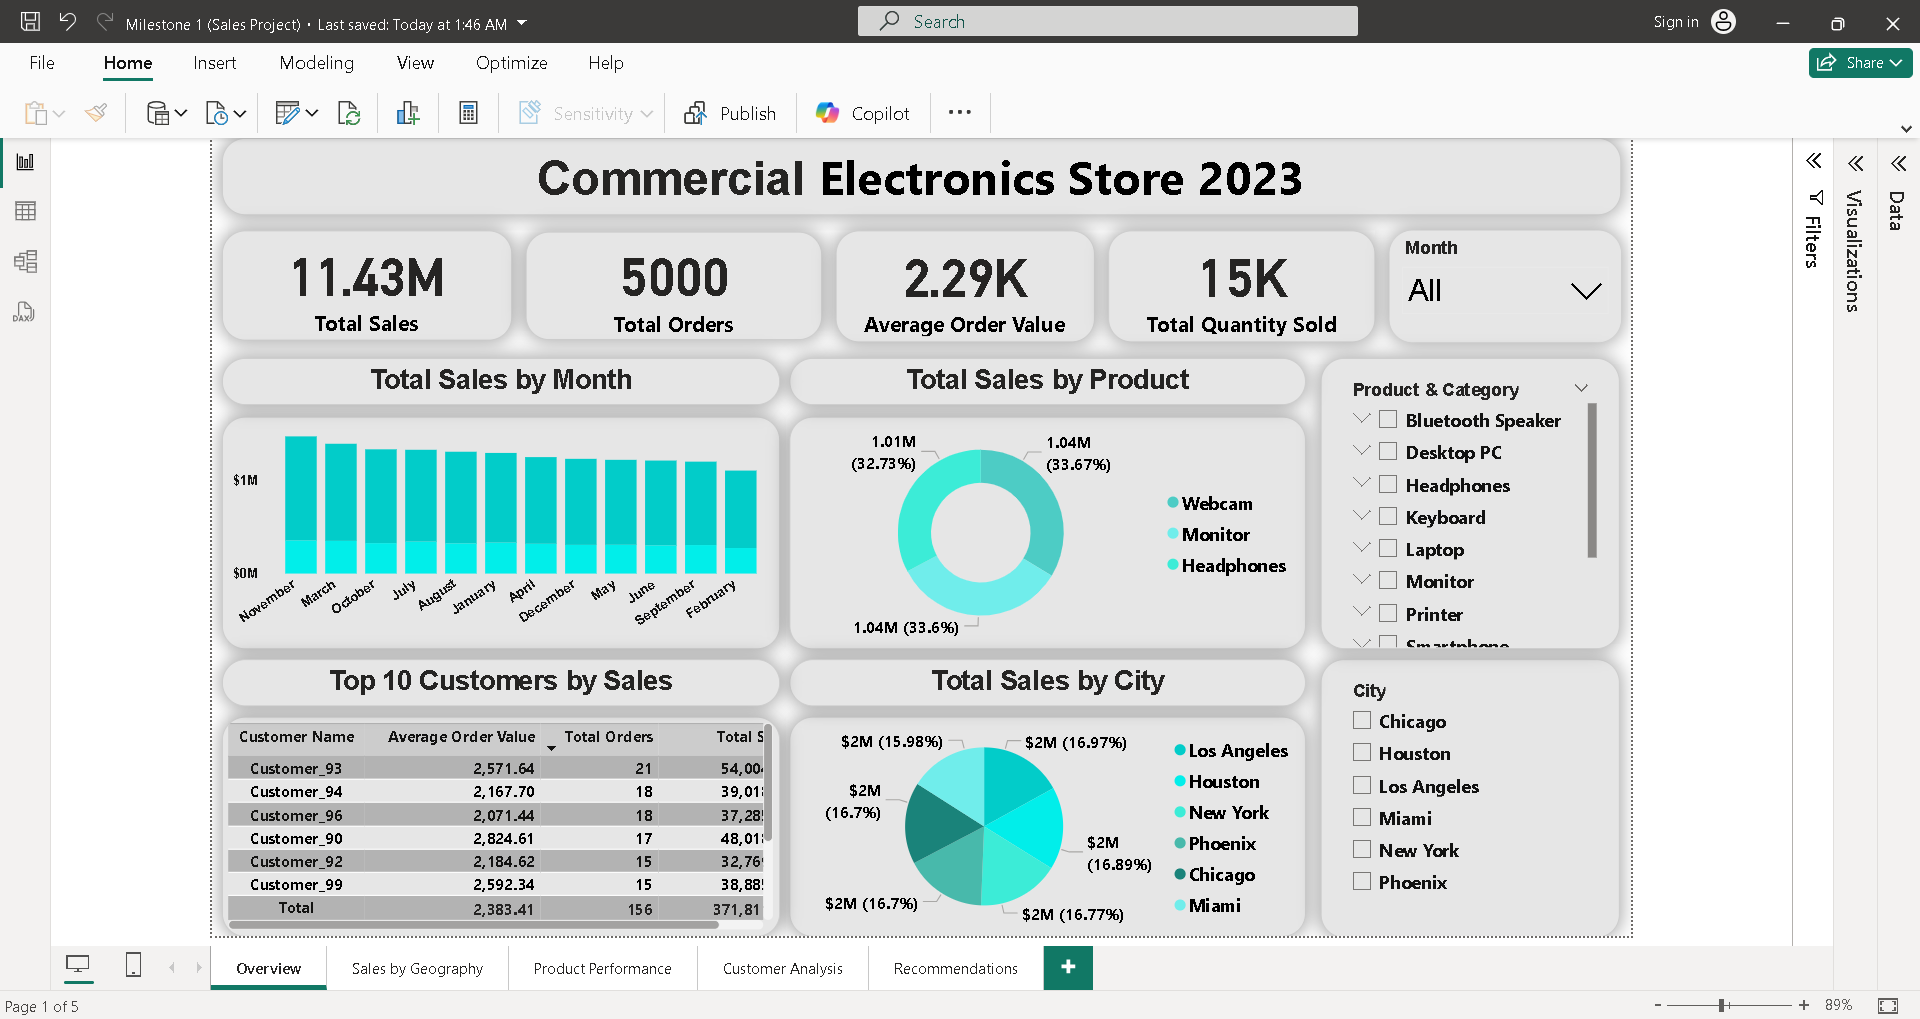 Milestone 1 (Sales Project) • Last saved: Today at 1:46 AM
Search
Sign in
File Home Insert Modeling View Optimize Help
Share
Sensitivity
Publish
Copilot
Commercial Electronics Store 2023
11.43M
Total Sales
5000
Total Orders
2.29K
Average Order Value
15K
Total Quantity Sold
Month
All
Filters
Visualizations
Data
DAX
Total Sales by Month
$1M
$0M
November March October July August January April December May June September February
Total Sales by Product
1.01M
(32.73%)
1.04M
(33.67%)
1.04M (33.6%)
Webcam
Monitor
Headphones
Product & Category
Bluetooth Speaker
Desktop PC
Headphones
Keyboard
Laptop
Monitor
Printer
Smartphone
Top 10 Customers by Sales
Customer Name Average Order Value Total Orders Total S
Customer_93 2,571.64 21 54,00
Customer_94 2,167.70 18 39,01
Customer_96 2,071.44 18 37,28
Customer_90 2,824.61 17 48,01
Customer_92 2,184.62 15 32,76
Customer_99 2,592.34 15 38,88
Total 2,383.41 156 371,81
Total Sales by City
$2M (15.98%)
$2M (16.97%)
$2M
(16.7%)
$2M
(16.89%)
$2M (16.7%)
$2M (16.77%)
Los Angeles
Houston
New York
Phoenix
Chicago
Miami
City
Chicago
Houston
Los Angeles
Miami
New York
Phoenix
Overview Sales by Geography Product Performance Customer Analysis Recommendations
Page 1 of 5
89%